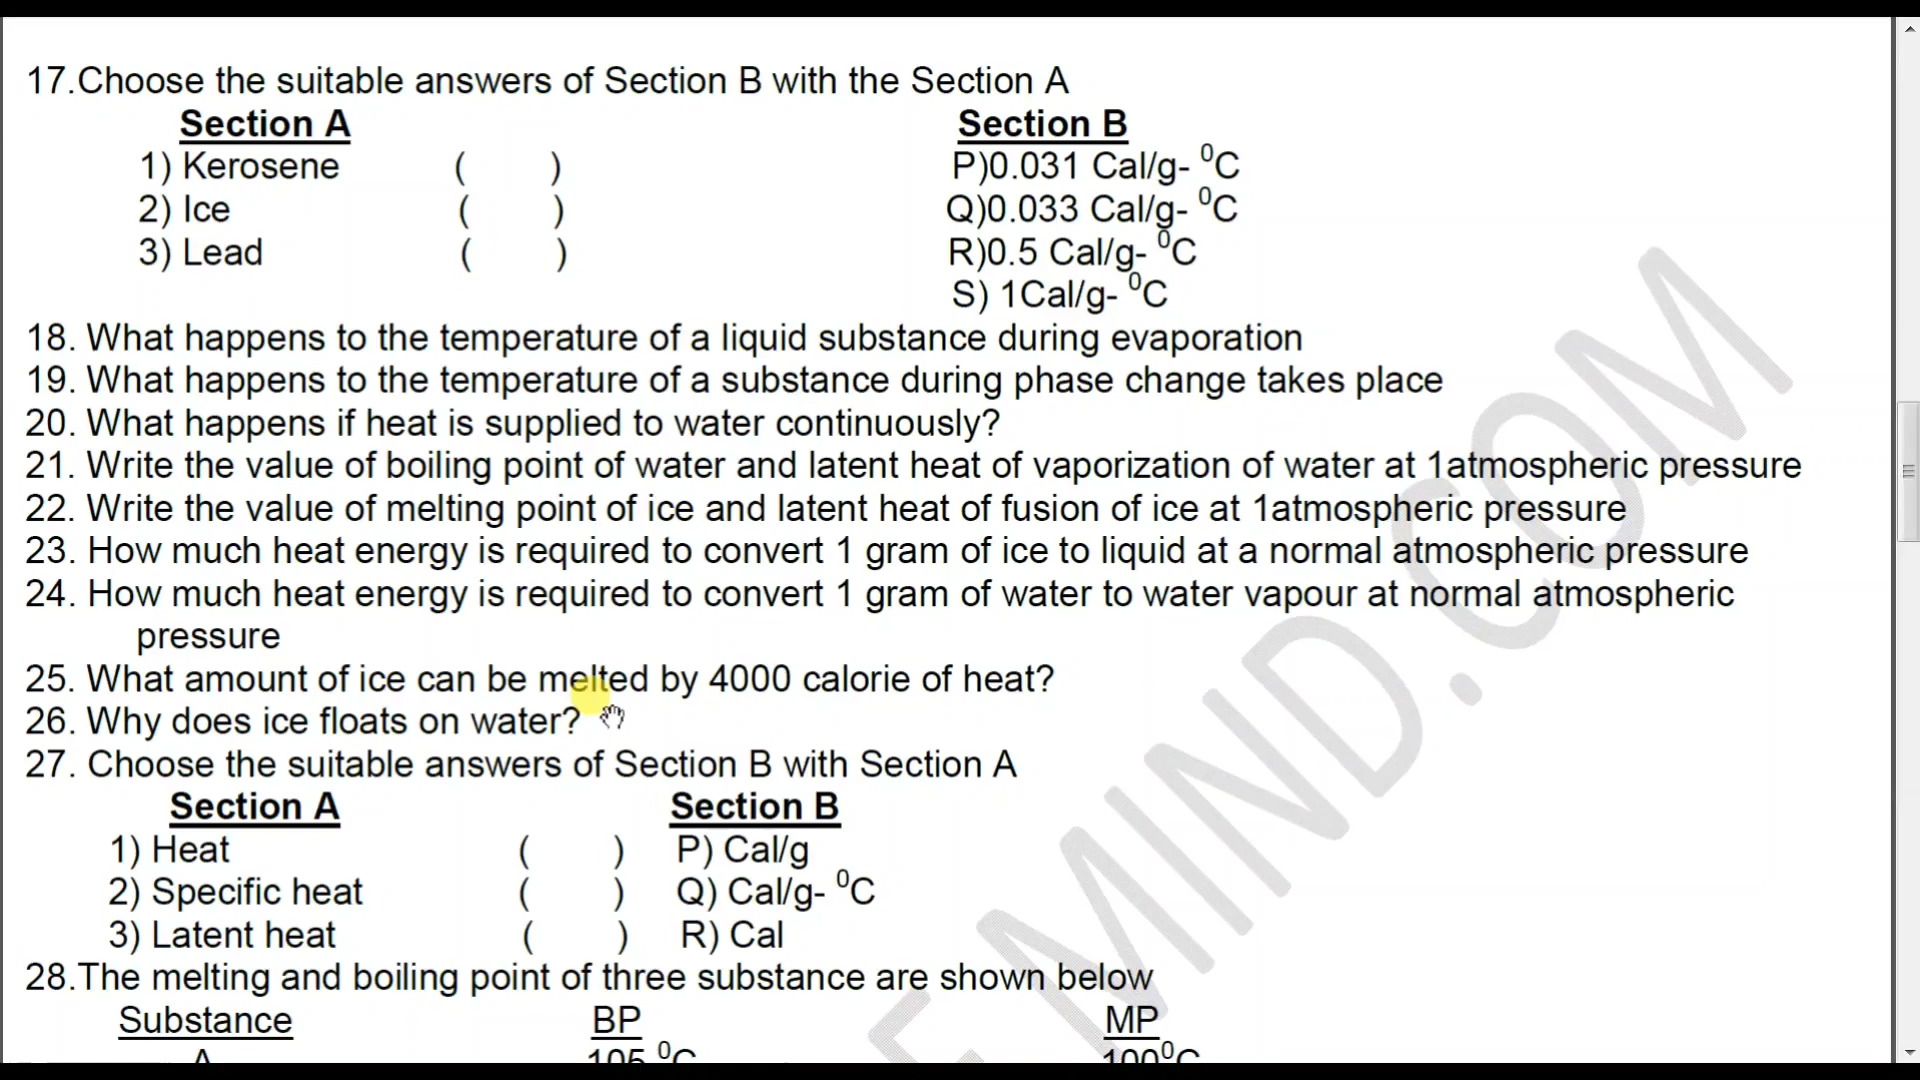 17.Choose the suitable answers of Section B with the Section A
Section A Section B
1) Kerosene ( ) P)0.031 Cal/g- ⁰C
2) Ice ( ) Q)0.033 Cal/g- ⁰C
3) Lead ( ) R)0.5 Cal/g- ⁰C
S) 1Cal/g- ⁰C
18. What happens to the temperature of a liquid substance during evaporation
19. What happens to the temperature of a substance during phase change takes place
20. What happens if heat is supplied to water continuously?
21. Write the value of boiling point of water and latent heat of vaporization of water at 1atmospheric pressure
22. Write the value of melting point of ice and latent heat of fusion of ice at 1atmospheric pressure
23. How much heat energy is required to convert 1 gram of ice to liquid at a normal atmospheric pressure
24. How much heat energy is required to convert 1 gram of water to water vapour at normal atmospheric
pressure
25. What amount of ice can be melted by 4000 calorie of heat?
26. Why does ice floats on water?
27. Choose the suitable answers of Section B with Section A
Section A Section B
1) Heat ( ) P) Cal/g
2) Specific heat ( ) Q) Cal/g- ⁰C
3) Latent heat ( ) R) Cal
28.The melting and boiling point of three substance are shown below
Substance BP MP
A 105 ⁰C 100⁰C
MIND.COM